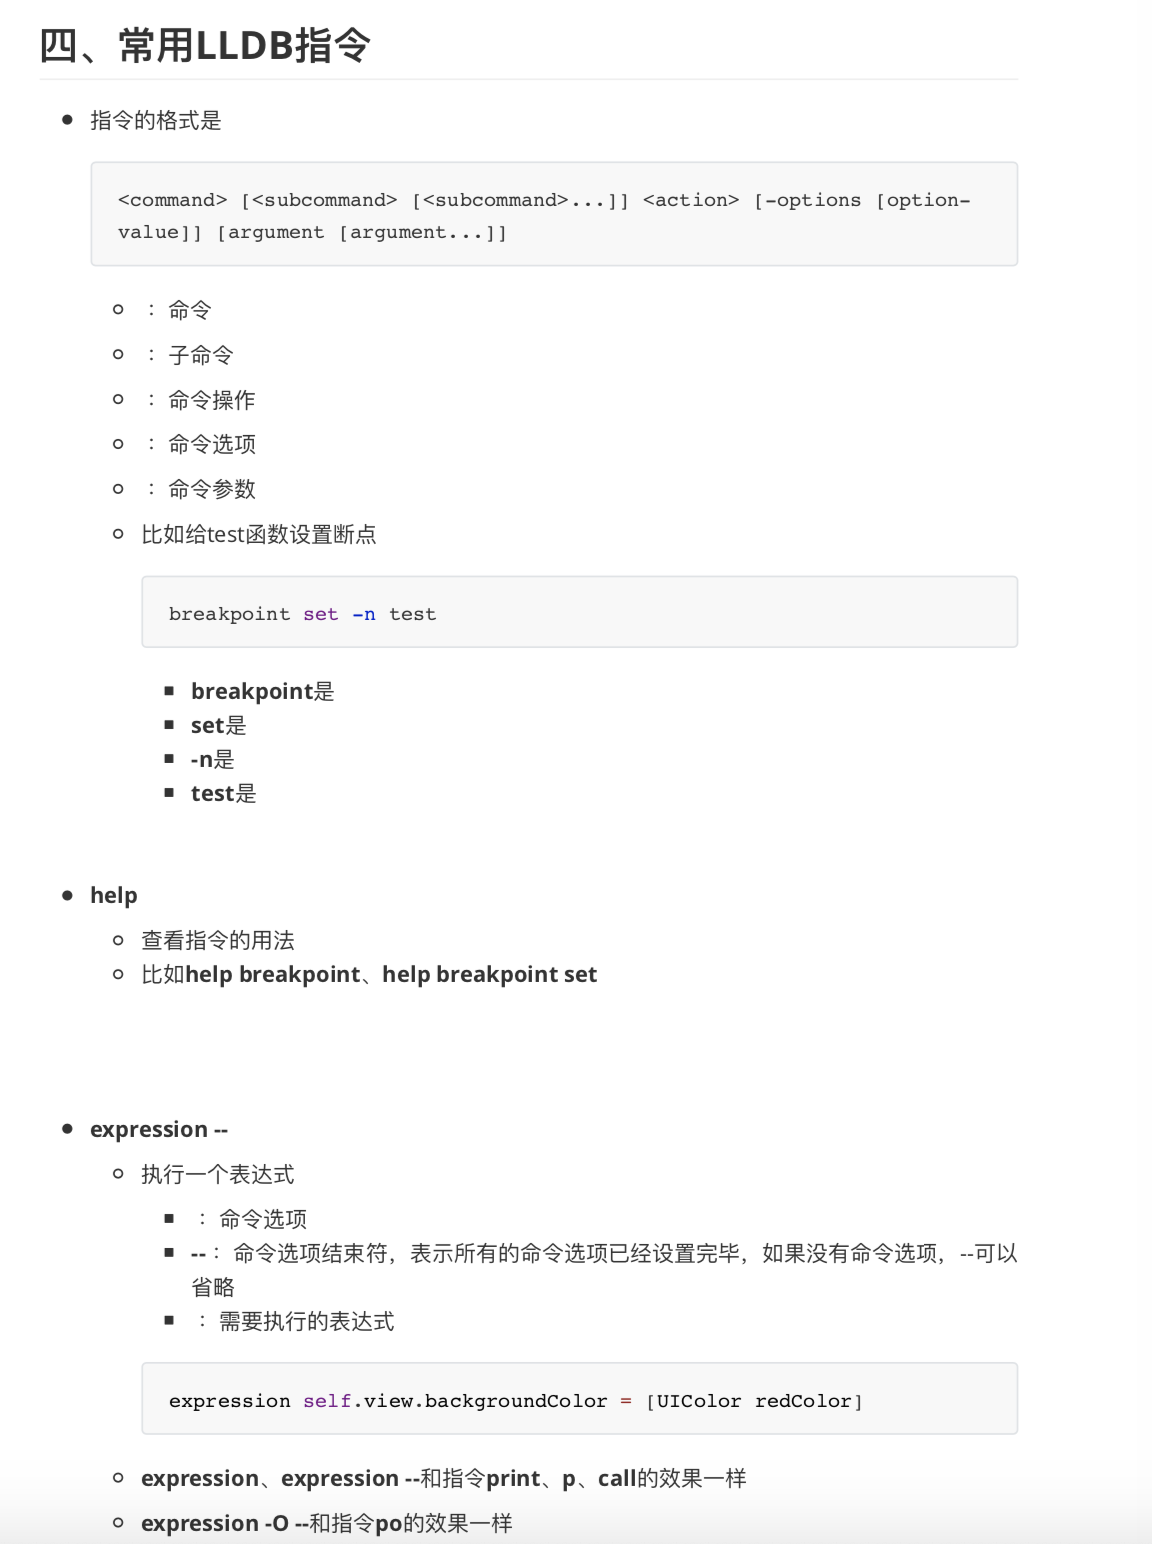 四、常用LLDB指令
指令的格式是
<command> [<subcommand> [<subcommand>...]] <action> [-options [option-
value]] [argument [argument...]]
： 命令
： 子命令
： 命令操作
： 命令选项
： 命令参数
比如给test函数设置断点
breakpoint set -n test
breakpoint是
set是
-n是
test是
help
查看指令的用法
比如help breakpoint、help breakpoint set
expression --
执行一个表达式
： 命令选项
--： 命令选项结束符，表示所有的命令选项已经设置完毕，如果没有命令选项，--可以
省略
： 需要执行的表达式
expression self.view.backgroundColor = [UIColor redColor]
expression、expression --和指令print、p、call的效果一样
expression -O --和指令po的效果一样